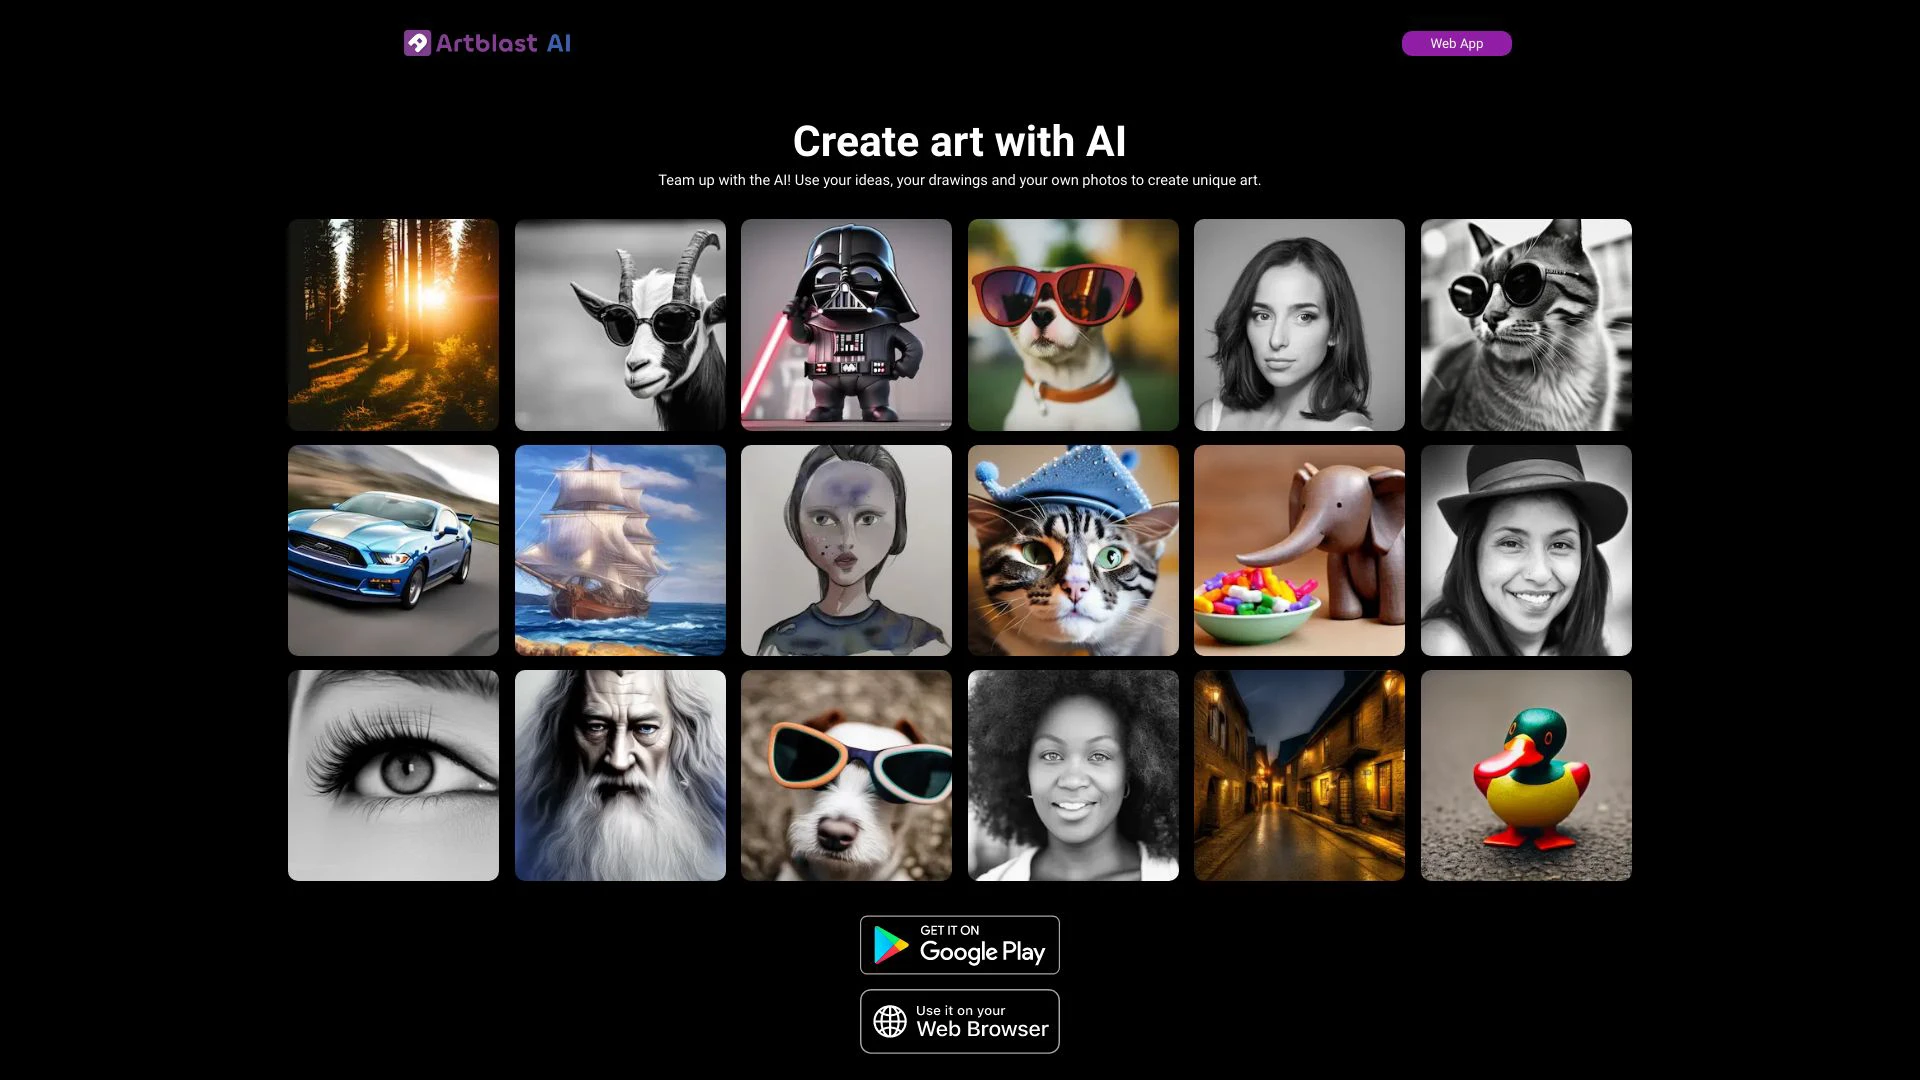 Artblast AI
Web App
Create art with AI
Team up with the AI! Use your ideas, your drawings and your own photos to create unique art.
GET IT ON
Google Play
Use it on your
Web Browser